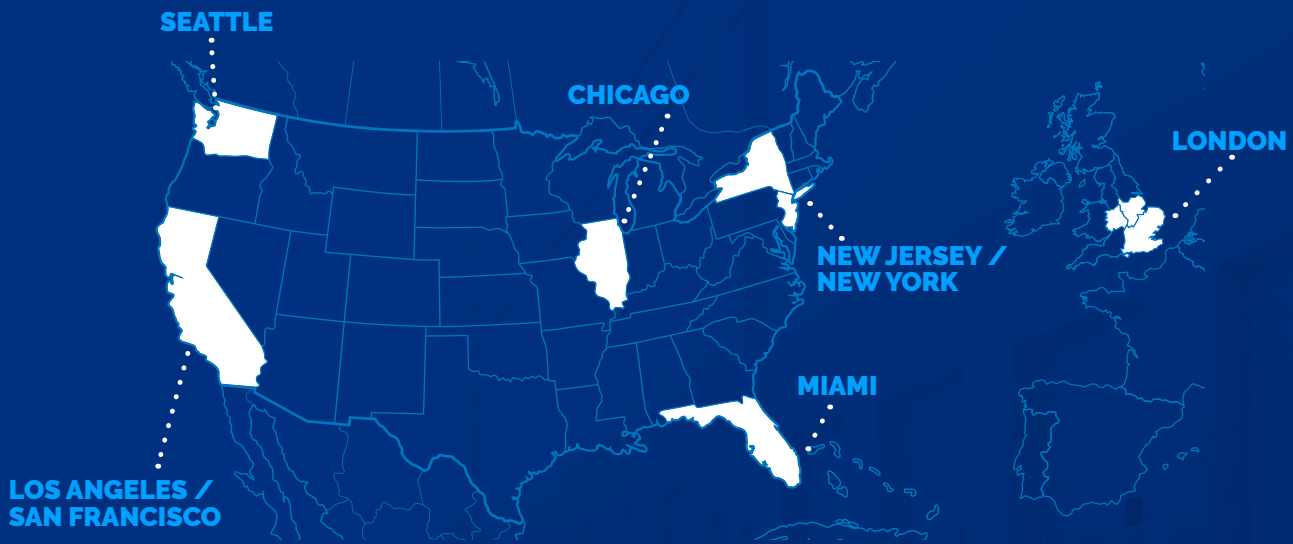 SEATTLE
CHICAGO
LONDON
NEW JERSEY /
NEW YORK
MIAMI
LOS ANGELES /
SAN FRANCISCO